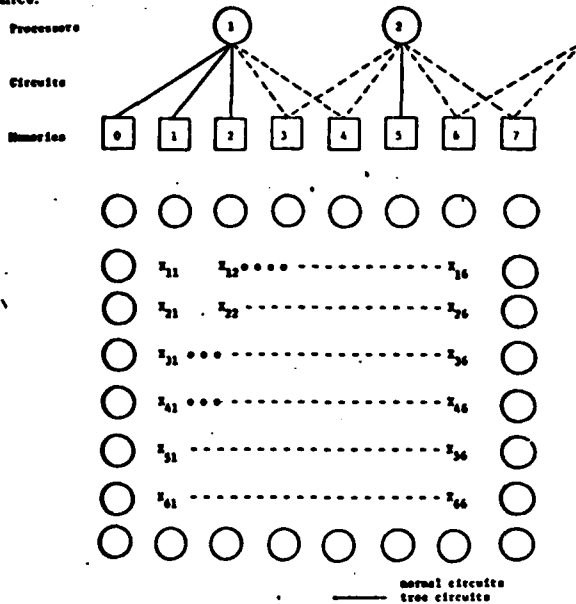 Processors 1 2
Circuits
Memories 0 1 2 3 4 5 6 7
X₁₁ X₁₂ X₁₆
X₂₁ X₂₂ X₂₆
X₃₁ X₃₆
X₄₁ X₄₆
X₅₁ X₅₆
X₆₁ X₆₆
normal circuits
tree circuits